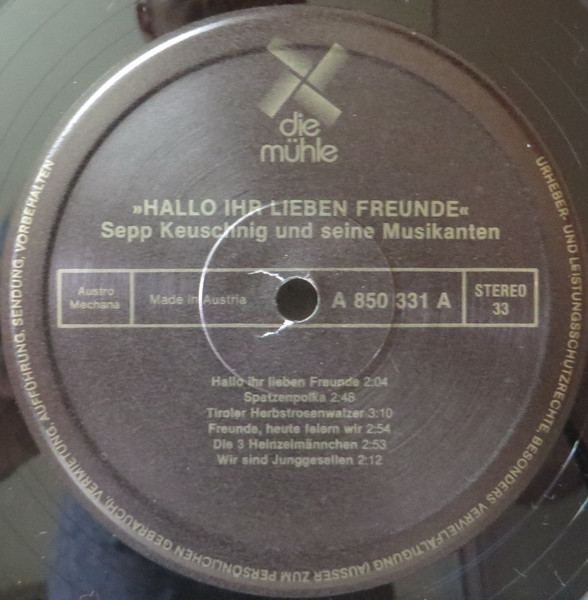 die
mühle
»HALLO IHR LIEBEN FREUNDE«
Sepp Keuschnig und seine Musikanten
Austro
Mechana
Made in Austria
A 850 331 A
STEREO
33
Hallo ihr lieben Freunde 2:04
Spatzenpolka 2:48
Tiroler Herbstrosenwalzer 3:10
Freunde, heute feiern wir 2:54
Die 3 Heinzelmännchen 2:53
Wir sind Junggesellen 2:12
URHEBER- UND LEISTUNGSSCHUTZRECHTE, BESONDERS VERVIELFÄLTIGUNG (AUSSER ZUM PERSÖNLICHEN GEBRAUCH), VERMIETUNG, AUFFÜHRUNG, SENDUNG, VORBEHALTEN